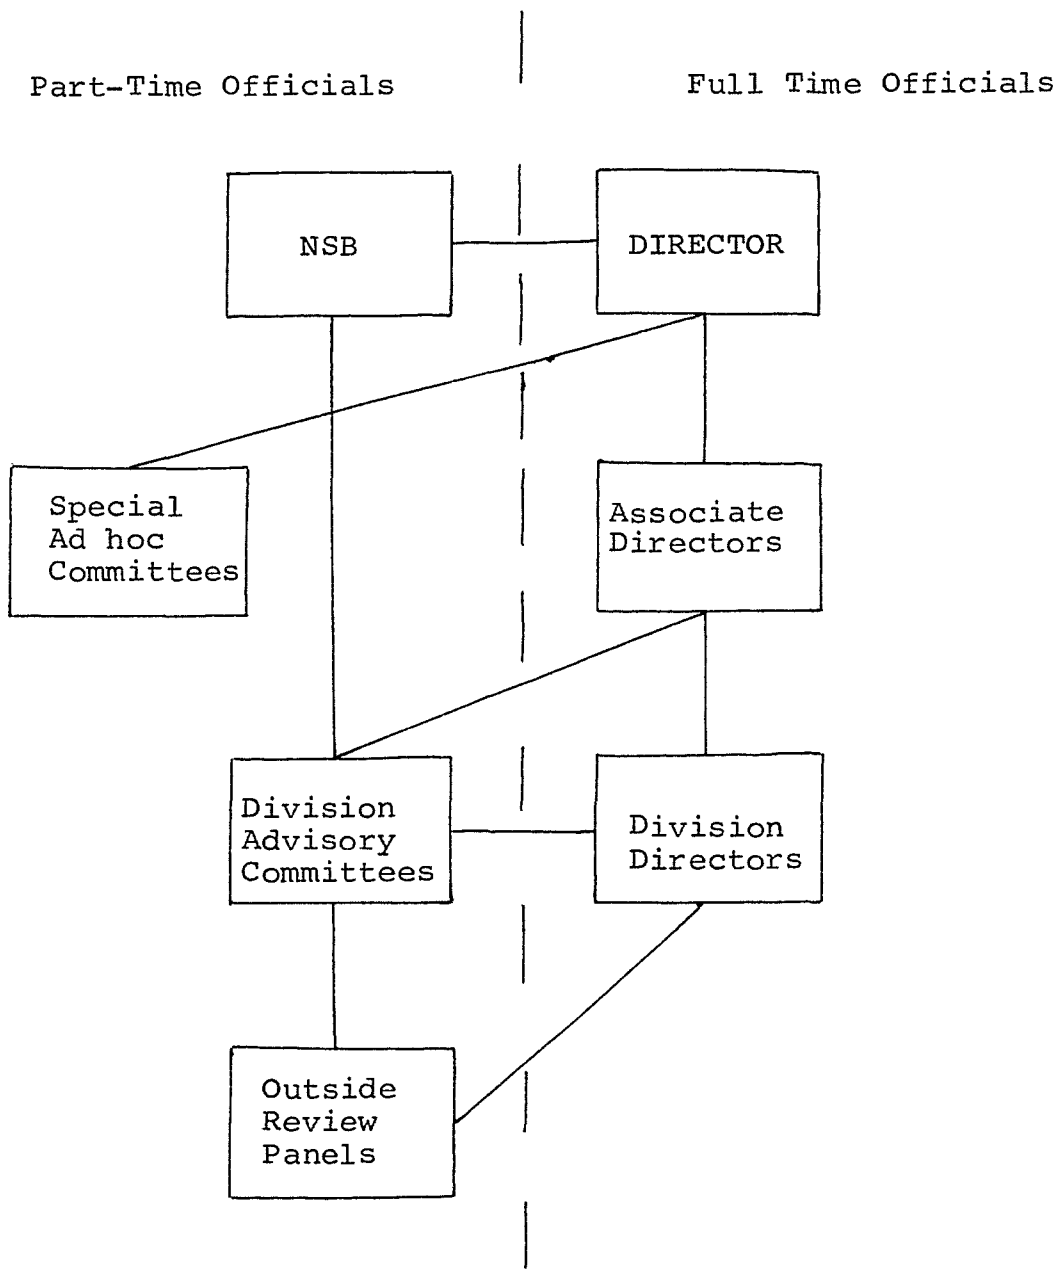 Part-Time Officials
Full Time Officials
NSB
DIRECTOR
Special
Ad hoc
Committees
Associate
Directors
Division
Advisory
Committees
Division
Directors
Outside
Review
Panels